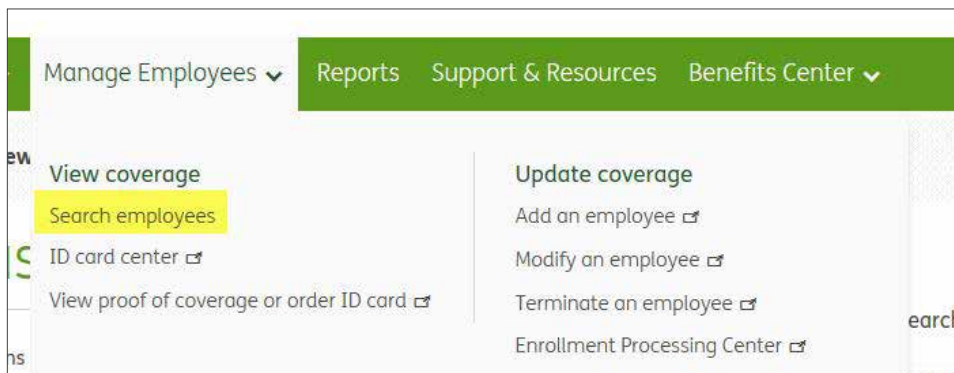 Manage Employees
Reports
Support & Resources
Benefits Center
View coverage
Search employees
ID card center
View proof of coverage or order ID card
Update coverage
Add an employee
Modify an employee
Terminate an employee
Enrollment Processing Center